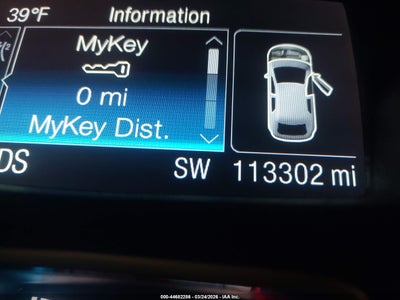 39°F Information
MyKey
0 mi
MyKey Dist.
DS SW 113302 mi
000-44682286 - 03/24/2026 - IAA, Inc.